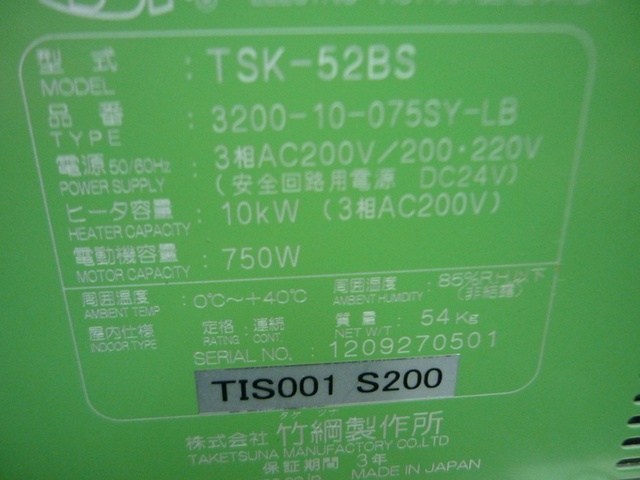 型式 : TSK-52BS
MODEL
品番 : 3200-10-075SY-LB
TYPE
電源 50/60Hz : 3相AC200V/200・220V
POWER SUPPLY (安全回路用電源 DC24V)
ヒータ容量 : 10kW (3相AC200V)
HEATER CAPACITY
電動機容量 : 750W
MOTOR CAPACITY
周囲温度 : 0℃~+40℃ 周囲湿度 : 85%RH以下
AMBIENT TEMP AMBIENT HUMIDITY (非結露)
屋内仕様 定格 : 連続 質量 : 54Kg
INDOOR TYPE RATING CONT. NET W/T
SERIAL NO. : 1209270501
TIS001 S200
タケ ツナ
株式会社 竹綱製作所
TAKETSUNA MANUFACTORY CO.LTD
保証期間 3年 MADE IN JAPAN